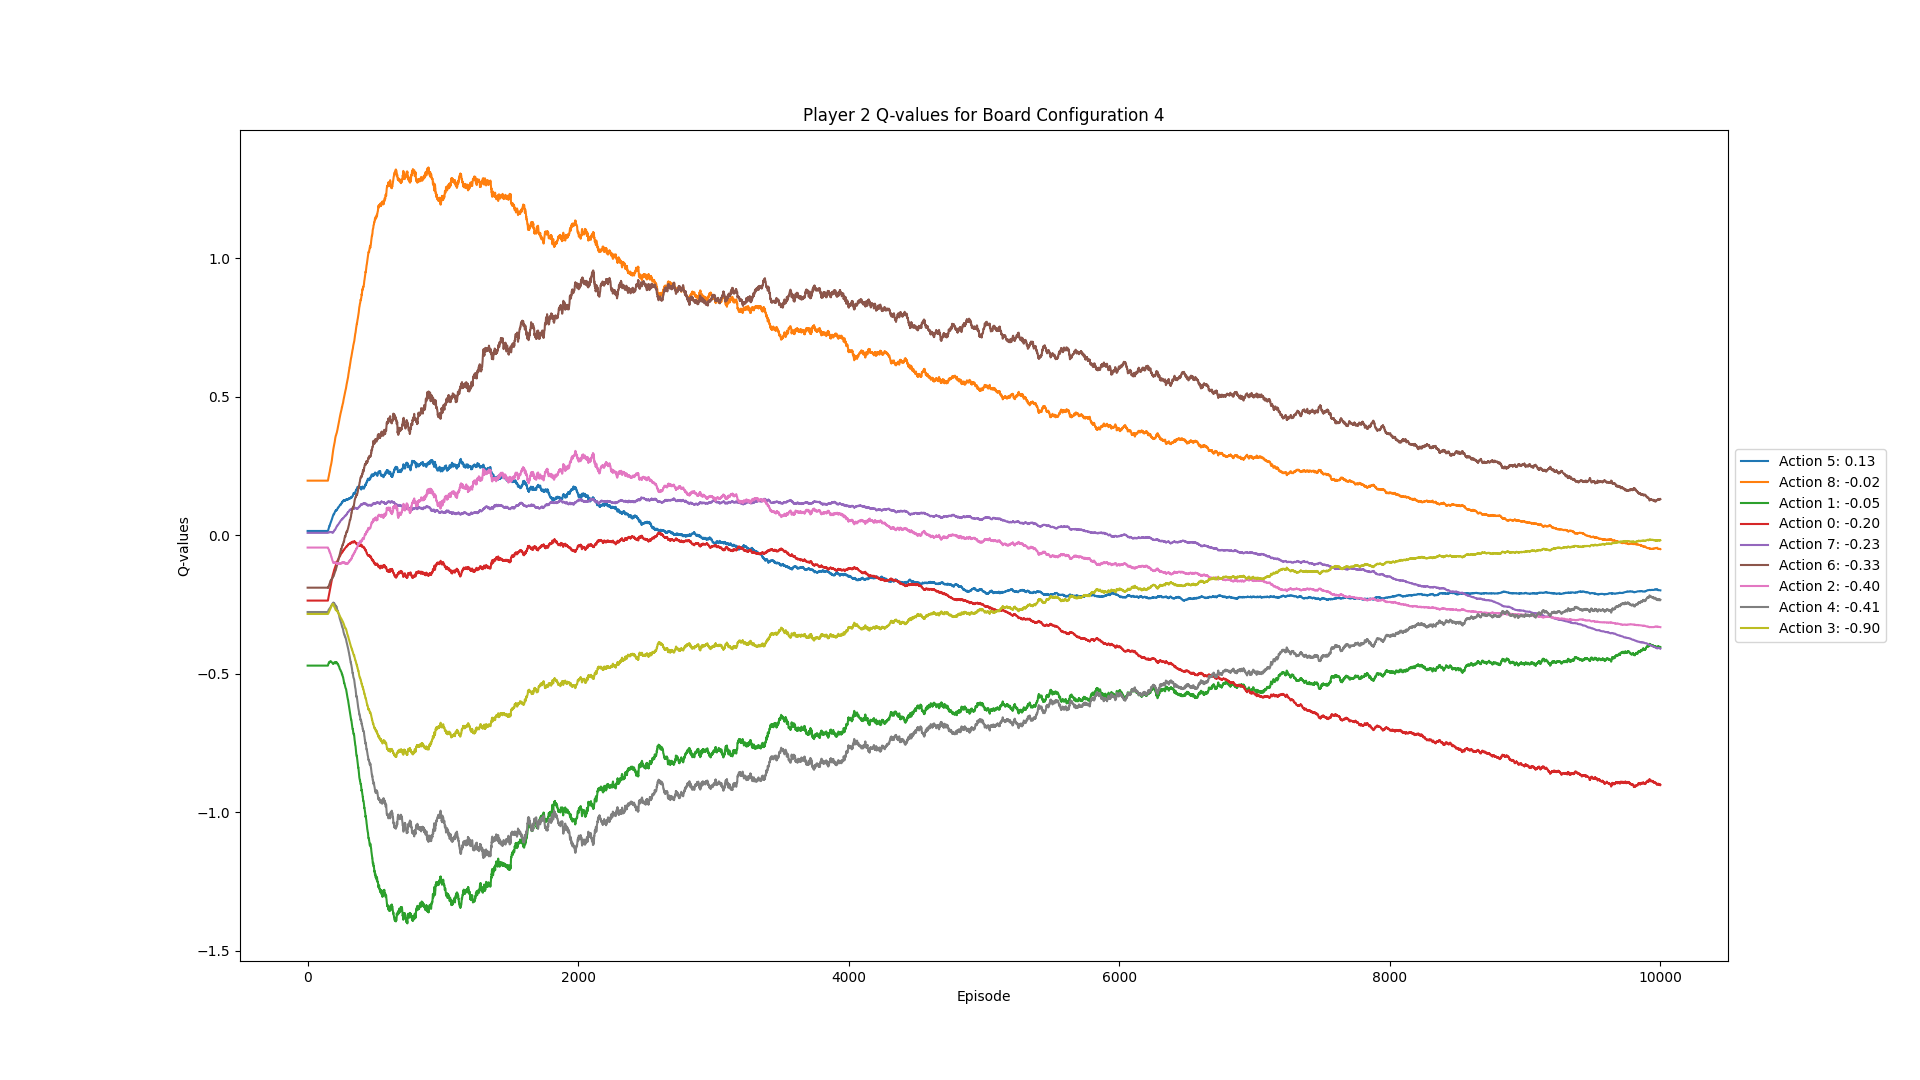 Player 2 Q-values for Board Configuration 4
1.0
0.5
0.0
−0.5
−1.0
−1.5
Q-values
0
2000
4000
6000
8000
10000
Episode
Action 5: 0.13
Action 8: -0.02
Action 1: -0.05
Action 0: -0.20
Action 7: -0.23
Action 6: -0.33
Action 2: -0.40
Action 4: -0.41
Action 3: -0.90